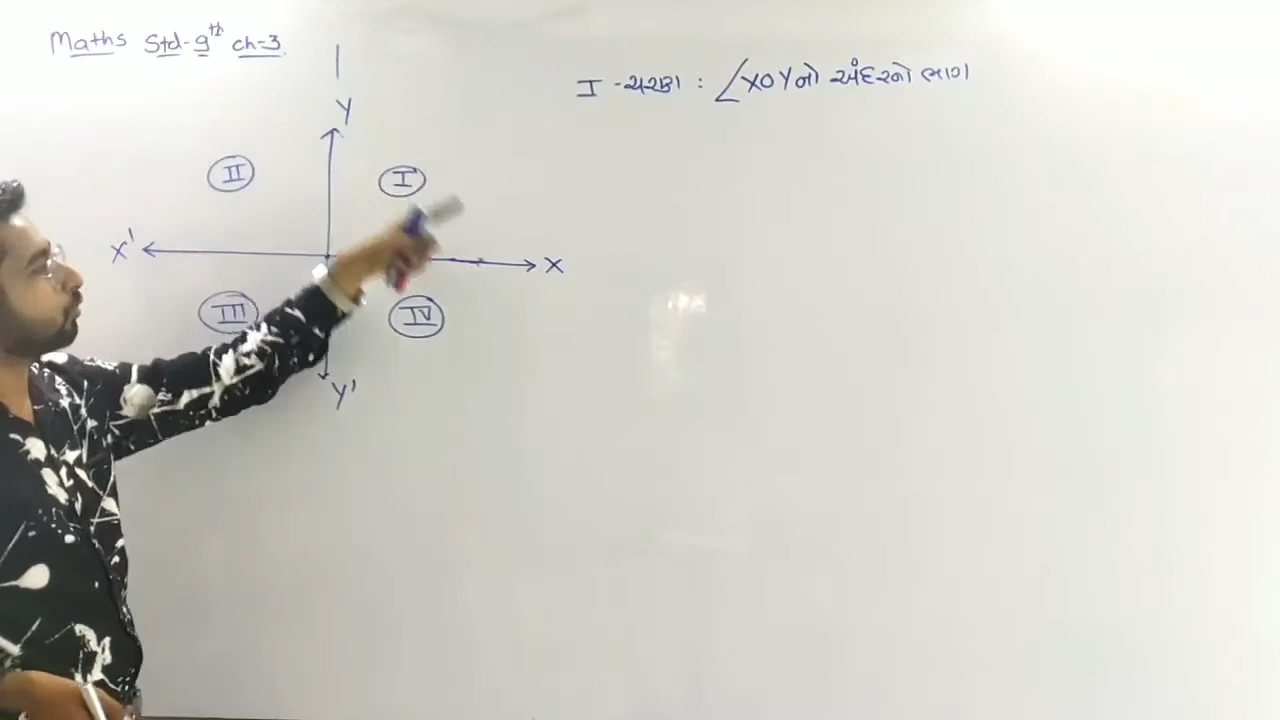 Maths Std-9th ch-3.
I - ચરણ : ∠XOY નો અંદરનો ભાગ
Y
II
I
X'
X
III
IV
Y'